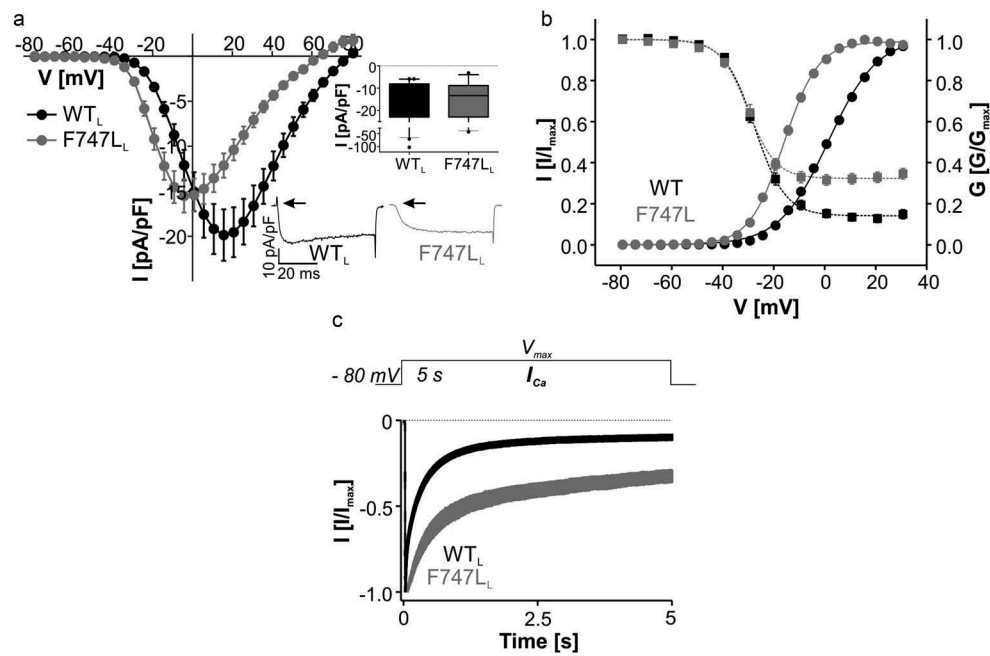 a
-80 -60 -40 -20 20 40 60 80
V [mV]
WTL
F747LL
-5
-10
-15
-20
I [pA/pF]
0
-10
-20
-50
-100
I [pA/pF]
WTL F747LL
10 pA/pF
20 ms
WTL
F747LL
b
1.0
0.8
0.6
0.4
0.2
0.0
I [I/Imax]
1.0
0.8
0.6
0.4
0.2
0.0
G [G/Gmax]
WT
F747L
-80 -60 -40 -20 0 20 40
V [mV]
c
Vmax
- 80 mV 5 s ICa
0
-0.5
-1.0
I [I/Imax]
WTL
F747LL
0 2.5 5
Time [s]